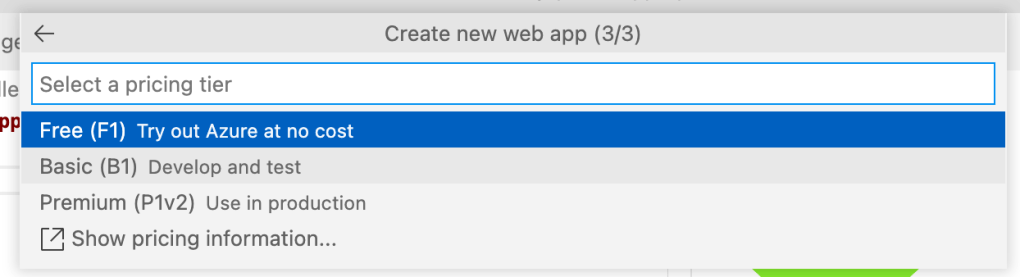 Create new web app (3/3)
Select a pricing tier
Free (F1) Try out Azure at no cost
Basic (B1) Develop and test
Premium (P1v2) Use in production
Show pricing information...